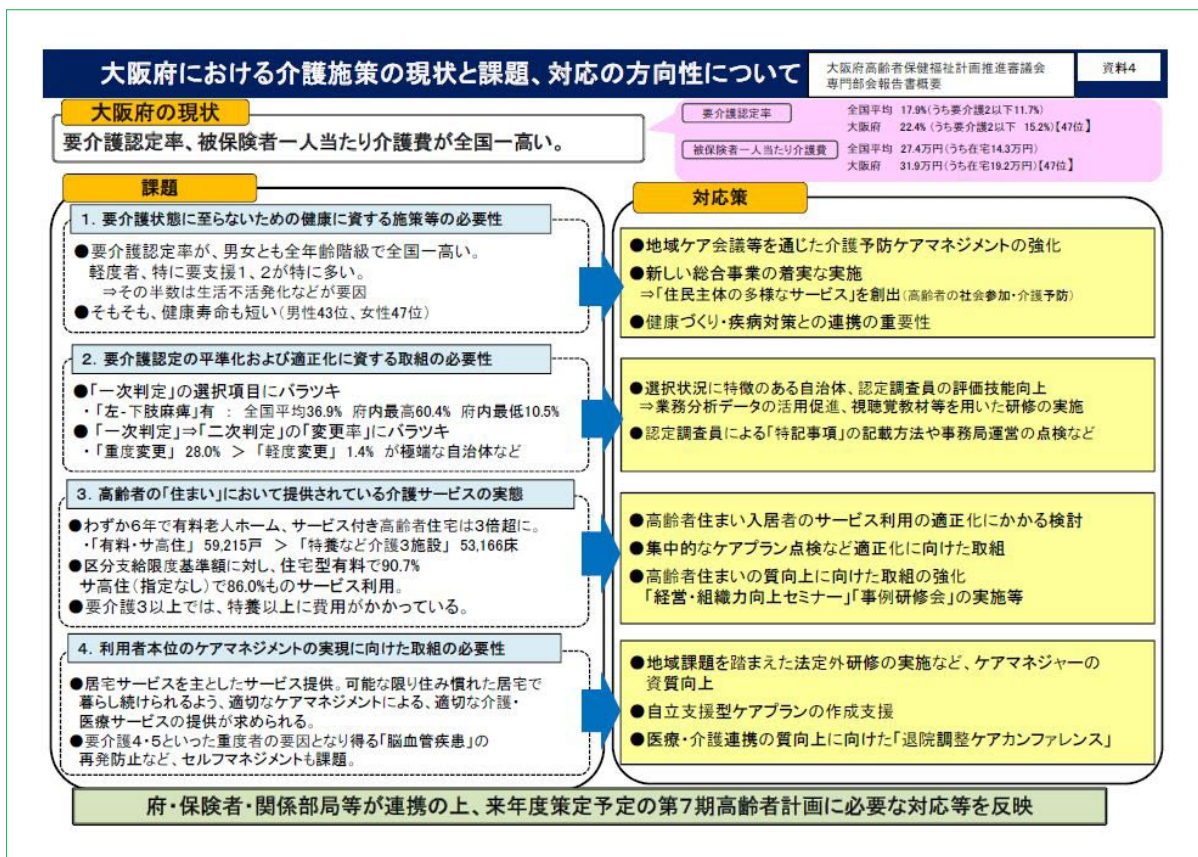 大阪府における介護施策の現状と課題、対応の方向性について
大阪府高齢者保健福祉計画推進審議会
専門部会報告書概要
資料4
大阪府の現状
要介護認定率、被保険者一人当たり介護費が全国一高い。
要介護認定率
全国平均 17.9%(うち要介護2以下11.7%)
大阪府 22.4% (うち要介護2以下 15.2%)【47位】
被保険者一人当たり介護費
全国平均 27.4万円(うち在宅14.3万円)
大阪府 31.9万円(うち在宅19.2万円)【47位】
課題
1. 要介護状態に至らないための健康に資する施策等の必要性
●要介護認定率が、男女とも全年齢階級で全国一高い。
軽度者、特に要支援1、2が特に多い。
⇒その半数は生活不活発化などが要因
●そもそも、健康寿命も短い(男性43位、女性47位)
2. 要介護認定の平準化および適正化に資する取組の必要性
●「一次判定」の選択項目にバラツキ
・「左-下肢麻痺」有 : 全国平均36.9% 府内最高60.4% 府内最低10.5%
● 「一次判定」⇒「二次判定」の「変更率」にバラツキ
・「重度変更」 28.0% > 「軽度変更」 1.4% が極端な自治体など
3. 高齢者の「住まい」において提供されている介護サービスの実態
●わずか6年で有料老人ホーム、サービス付き高齢者住宅は3倍超に。
・「有料・サ高住」 59,215戸 > 「特養など介護3施設」 53,166床
●区分支給限度基準額に対し、住宅型有料で90.7%
サ高住(指定なし)で86.0%ものサービス利用。
●要介護3以上では、特養以上に費用がかかっている。
4. 利用者本位のケアマネジメントの実現に向けた取組の必要性
●居宅サービスを主としたサービス提供。可能な限り住み慣れた居宅で
暮らし続けられるよう、適切なケアマネジメントによる、適切な介護・
医療サービスの提供が求められる。
●要介護4・5といった重度者の要因となり得る「脳血管疾患」の
再発防止など、セルフマネジメントも課題。
対応策
●地域ケア会議等を通じた介護予防ケアマネジメントの強化
●新しい総合事業の着実な実施
⇒「住民主体の多様なサービス」を創出(高齢者の社会参加・介護予防)
●健康づくり・疾病対策との連携の重要性
●選択状況に特徴のある自治体、認定調査員の評価技能向上
⇒業務分析データの活用促進、視聴覚教材等を用いた研修の実施
●認定調査員による「特記事項」の記載方法や事務局運営の点検など
●高齢者住まい入居者のサービス利用の適正化にかかる検討
●集中的なケアプラン点検など適正化に向けた取組
●高齢者住まいの質向上に向けた取組の強化
「経営・組織力向上セミナー」「事例研修会」の実施等
●地域課題を踏まえた法定外研修の実施など、ケアマネジャーの
資質向上
●自立支援型ケアプランの作成支援
●医療・介護連携の質向上に向けた「退院調整ケアカンファレンス」
府・保険者・関係部局等が連携の上、来年度策定予定の第7期高齢者計画に必要な対応等を反映